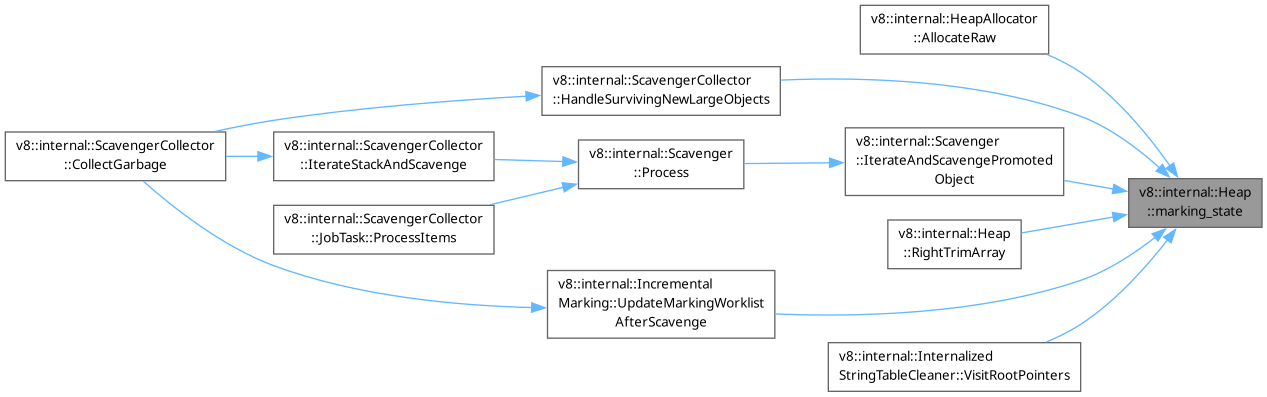 v8::internal::HeapAllocator
::AllocateRaw
v8::internal::ScavengerCollector
::HandleSurvivingNewLargeObjects
v8::internal::ScavengerCollector
::CollectGarbage
v8::internal::ScavengerCollector
::IterateStackAndScavenge
v8::internal::Scavenger
::Process
v8::internal::Scavenger
::IterateAndScavengePromoted
Object
v8::internal::Heap
::marking_state
v8::internal::ScavengerCollector
::JobTask::ProcessItems
v8::internal::Heap
::RightTrimArray
v8::internal::Incremental
Marking::UpdateMarkingWorklist
AfterScavenge
v8::internal::Internalized
StringTableCleaner::VisitRootPointers